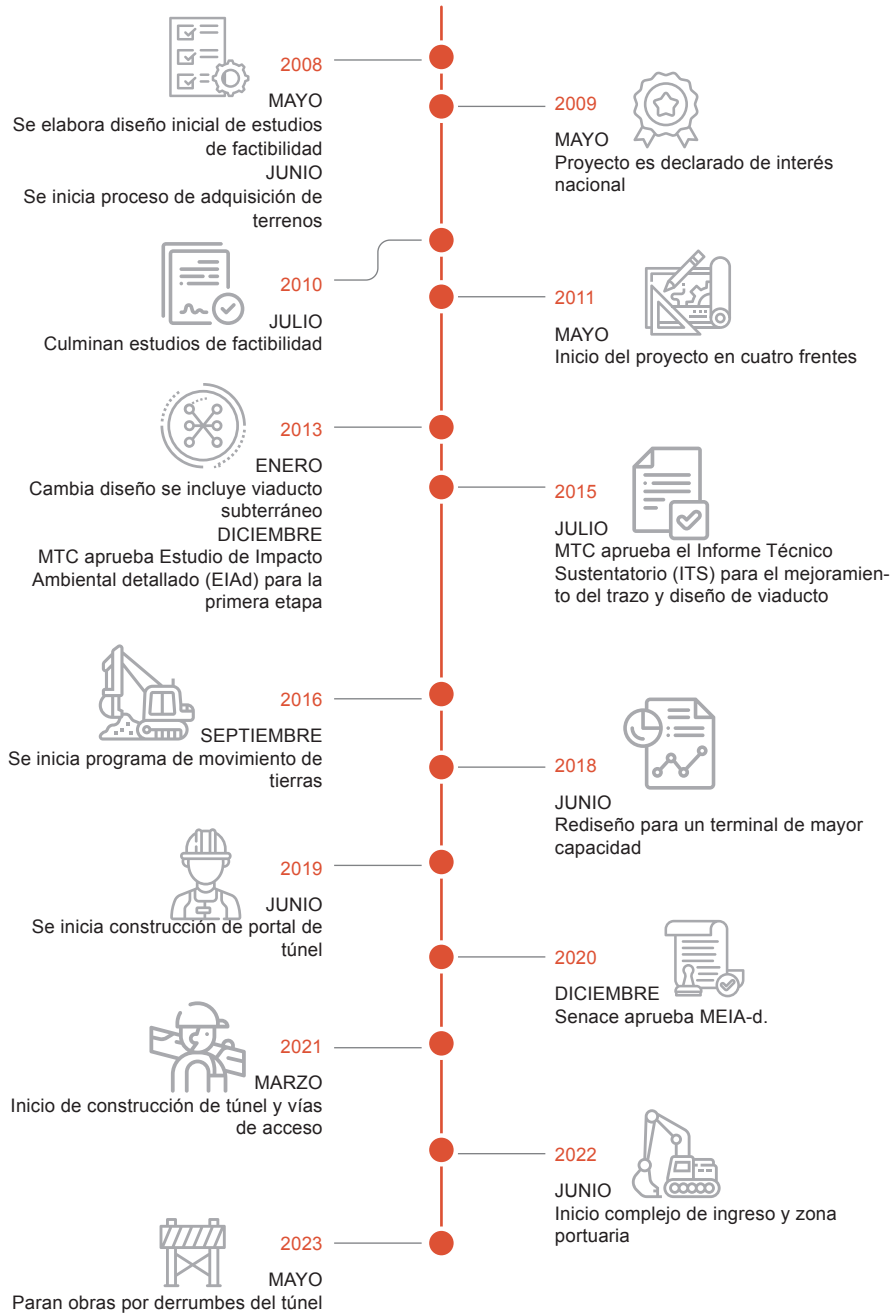 2008
MAYO
Se elabora diseño inicial de estudios
de factibilidad
JUNIO
Se inicia proceso de adquisición de
terrenos
2009
MAYO
Proyecto es declarado de interés
nacional
2010
JULIO
Culminan estudios de factibilidad
2011
MAYO
Inicio del proyecto en cuatro frentes
2013
ENERO
Cambia diseño se incluye viaducto
subterráneo
DICIEMBRE
MTC aprueba Estudio de Impacto
Ambiental detallado (EIAd) para la
primera etapa
2015
JULIO
MTC aprueba el Informe Técnico
Sustentatorio (ITS) para el mejoramien-
to del trazo y diseño de viaducto
2016
SEPTIEMBRE
Se inicia programa de movimiento de
tierras
2018
JUNIO
Rediseño para un terminal de mayor
capacidad
2019
JUNIO
Se inicia construcción de portal de
túnel
2020
DICIEMBRE
Senace aprueba MEIA-d.
2021
MARZO
Inicio de construcción de túnel y vías
de acceso
2022
JUNIO
Inicio complejo de ingreso y zona
portuaria
2023
MAYO
Paran obras por derrumbes del túnel